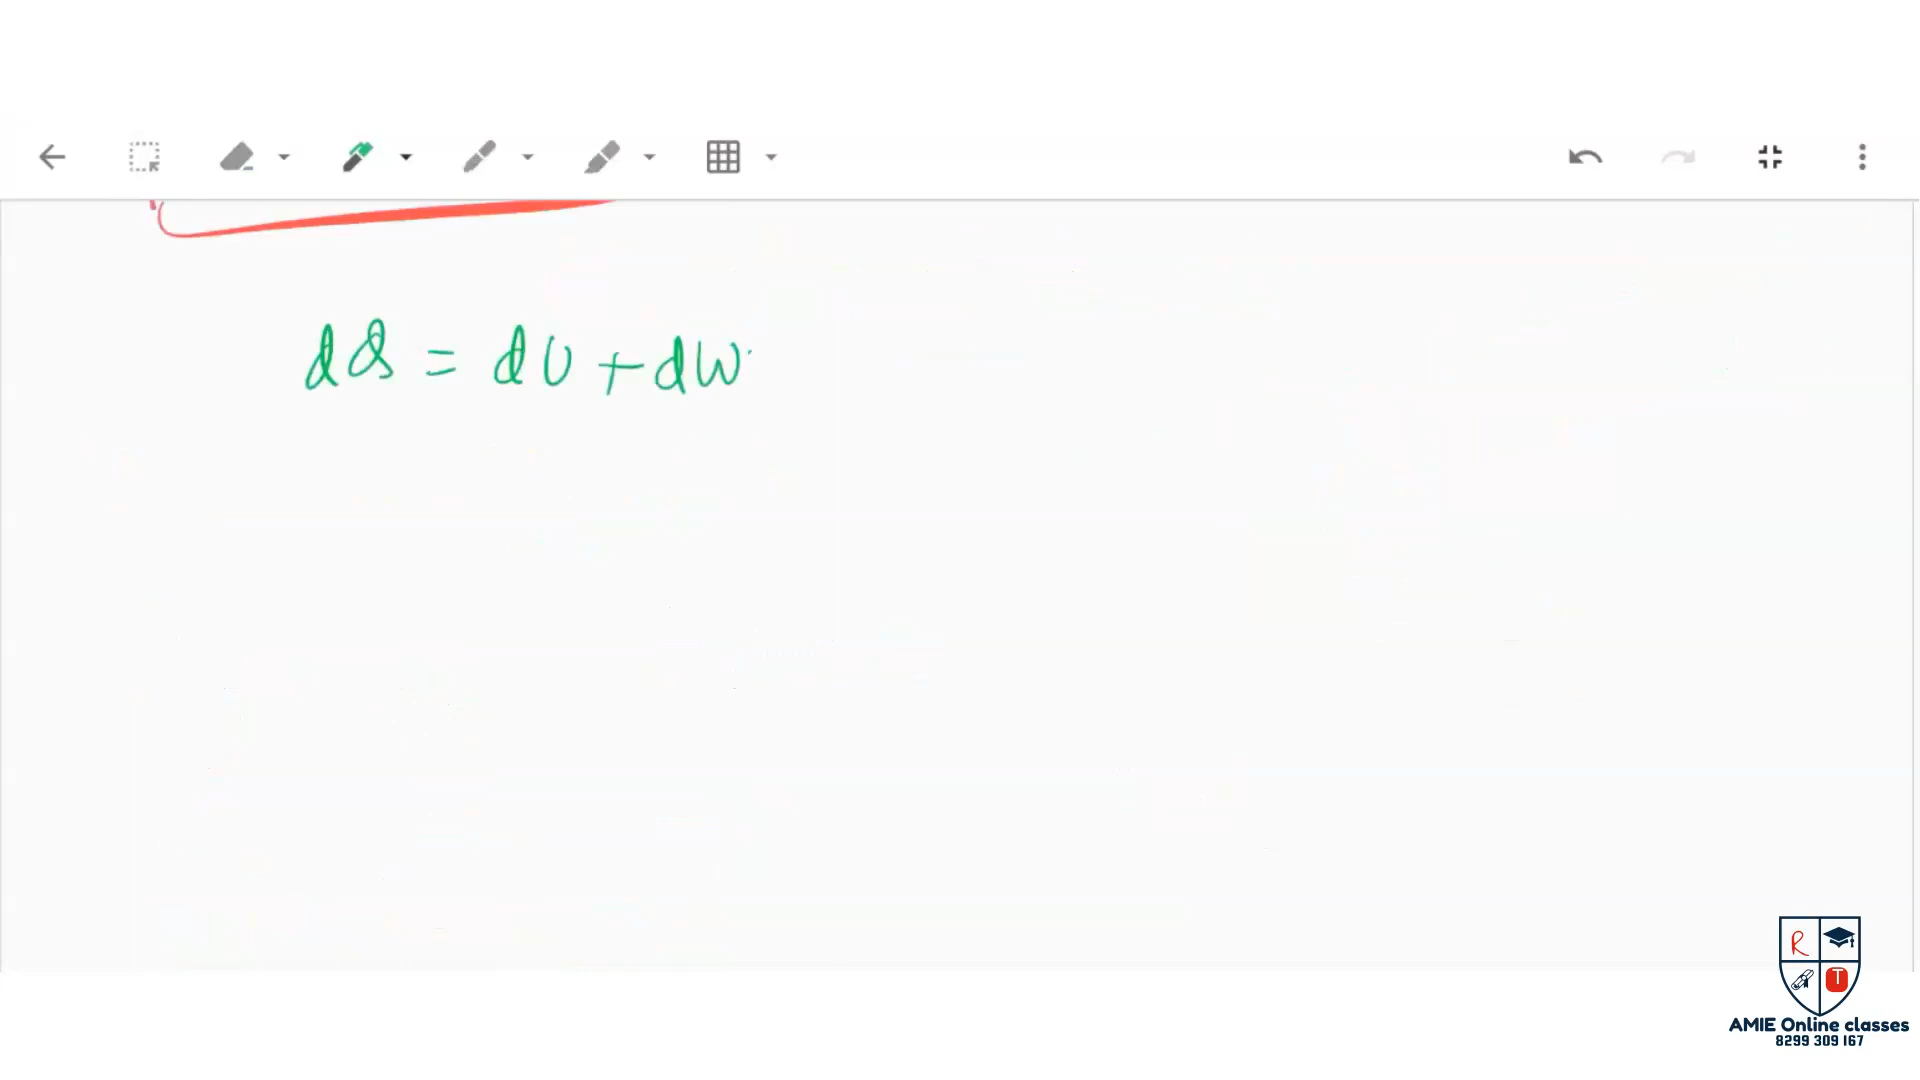 dQ = dU + dW
R
T
AMIE Online classes
8299 309 167